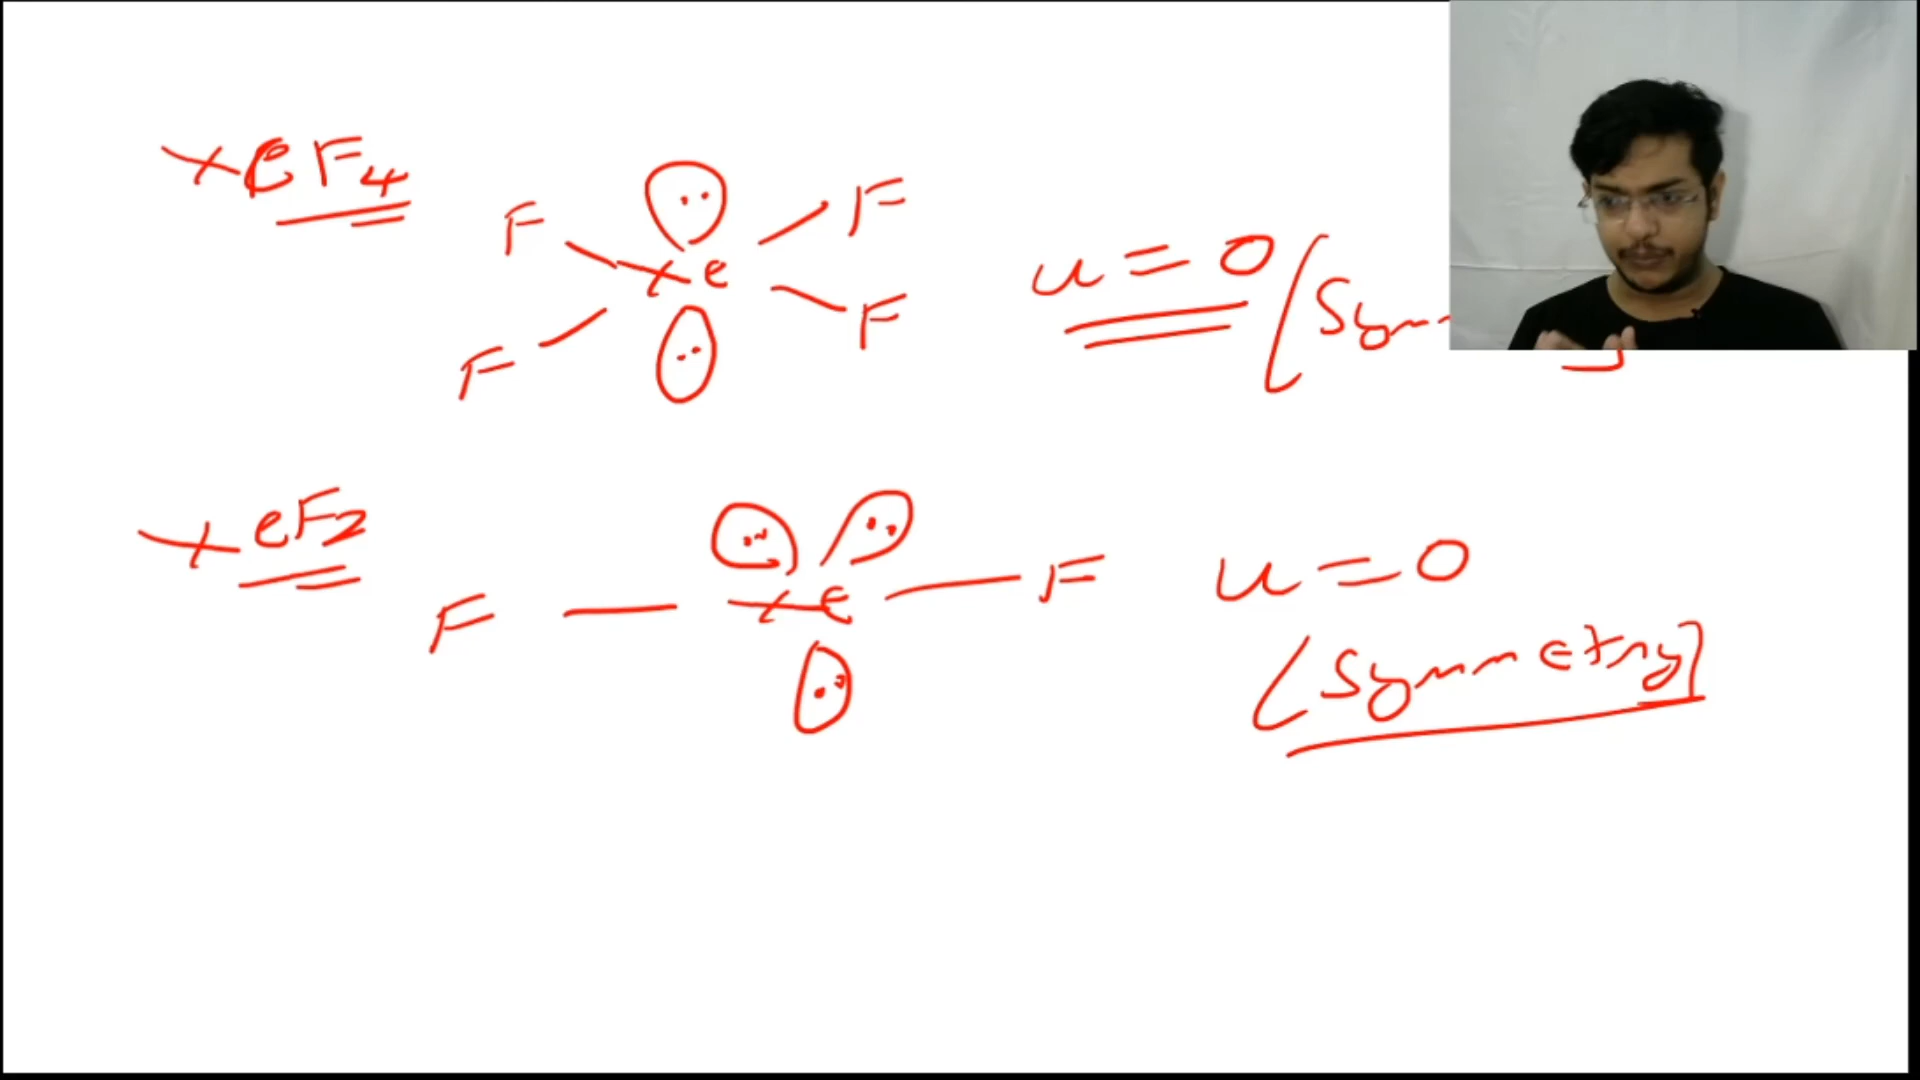 XeF4
F F
Xe
F F
u=0 (Sym
XeF2
F Xe F
u=0
(Symmetry)